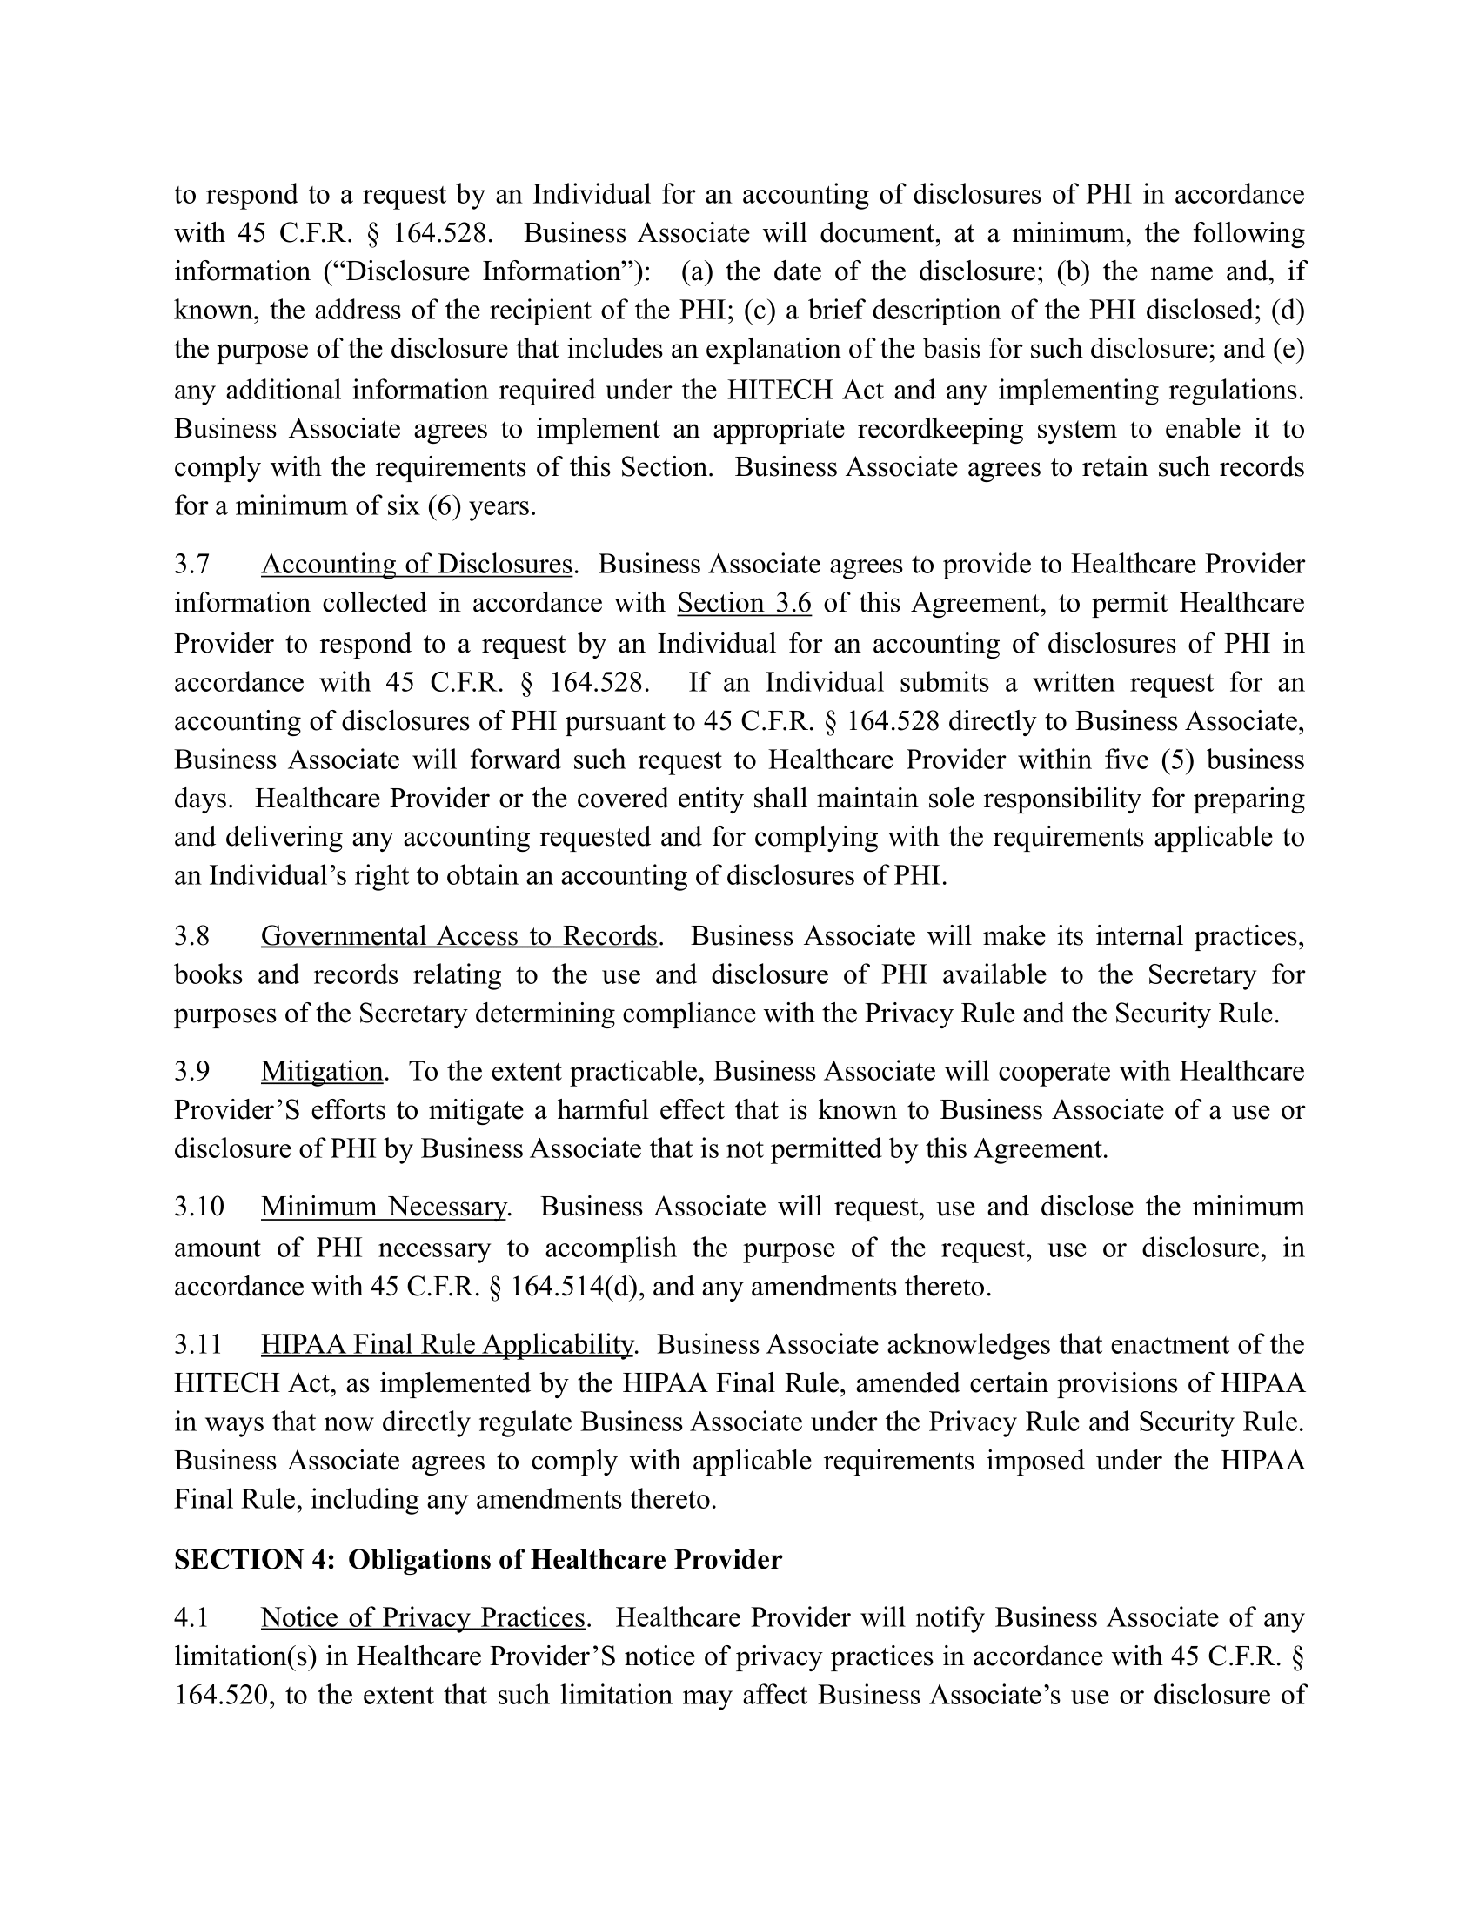 to respond to a request by an Individual for an accounting of disclosures of PHI in accordance
with 45 C.F.R. § 164.528.  Business Associate will document, at a minimum, the following
information (“Disclosure Information”):  (a) the date of the disclosure; (b) the name and, if
known, the address of the recipient of the PHI; (c) a brief description of the PHI disclosed; (d)
the purpose of the disclosure that includes an explanation of the basis for such disclosure; and (e)
any additional information required under the HITECH Act and any implementing regulations.
Business Associate agrees to implement an appropriate recordkeeping system to enable it to
comply with the requirements of this Section.  Business Associate agrees to retain such records
for a minimum of six (6) years.
3.7 Accounting of Disclosures.  Business Associate agrees to provide to Healthcare Provider
information collected in accordance with Section 3.6 of this Agreement, to permit Healthcare
Provider to respond to a request by an Individual for an accounting of disclosures of PHI in
accordance with 45 C.F.R. § 164.528.  If an Individual submits a written request for an
accounting of disclosures of PHI pursuant to 45 C.F.R. § 164.528 directly to Business Associate,
Business Associate will forward such request to Healthcare Provider within five (5) business
days.  Healthcare Provider or the covered entity shall maintain sole responsibility for preparing
and delivering any accounting requested and for complying with the requirements applicable to
an Individual’s right to obtain an accounting of disclosures of PHI.
3.8 Governmental Access to Records.  Business Associate will make its internal practices,
books and records relating to the use and disclosure of PHI available to the Secretary for
purposes of the Secretary determining compliance with the Privacy Rule and the Security Rule.
3.9 Mitigation.  To the extent practicable, Business Associate will cooperate with Healthcare
Provider’S efforts to mitigate a harmful effect that is known to Business Associate of a use or
disclosure of PHI by Business Associate that is not permitted by this Agreement.
3.10 Minimum Necessary.  Business Associate will request, use and disclose the minimum
amount of PHI necessary to accomplish the purpose of the request, use or disclosure, in
accordance with 45 C.F.R. § 164.514(d), and any amendments thereto.
3.11 HIPAA Final Rule Applicability.  Business Associate acknowledges that enactment of the
HITECH Act, as implemented by the HIPAA Final Rule, amended certain provisions of HIPAA
in ways that now directly regulate Business Associate under the Privacy Rule and Security Rule.
Business Associate agrees to comply with applicable requirements imposed under the HIPAA
Final Rule, including any amendments thereto.
SECTION 4:  Obligations of Healthcare Provider
4.1 Notice of Privacy Practices.  Healthcare Provider will notify Business Associate of any
limitation(s) in Healthcare Provider’S notice of privacy practices in accordance with 45 C.F.R. §
164.520, to the extent that such limitation may affect Business Associate’s use or disclosure of